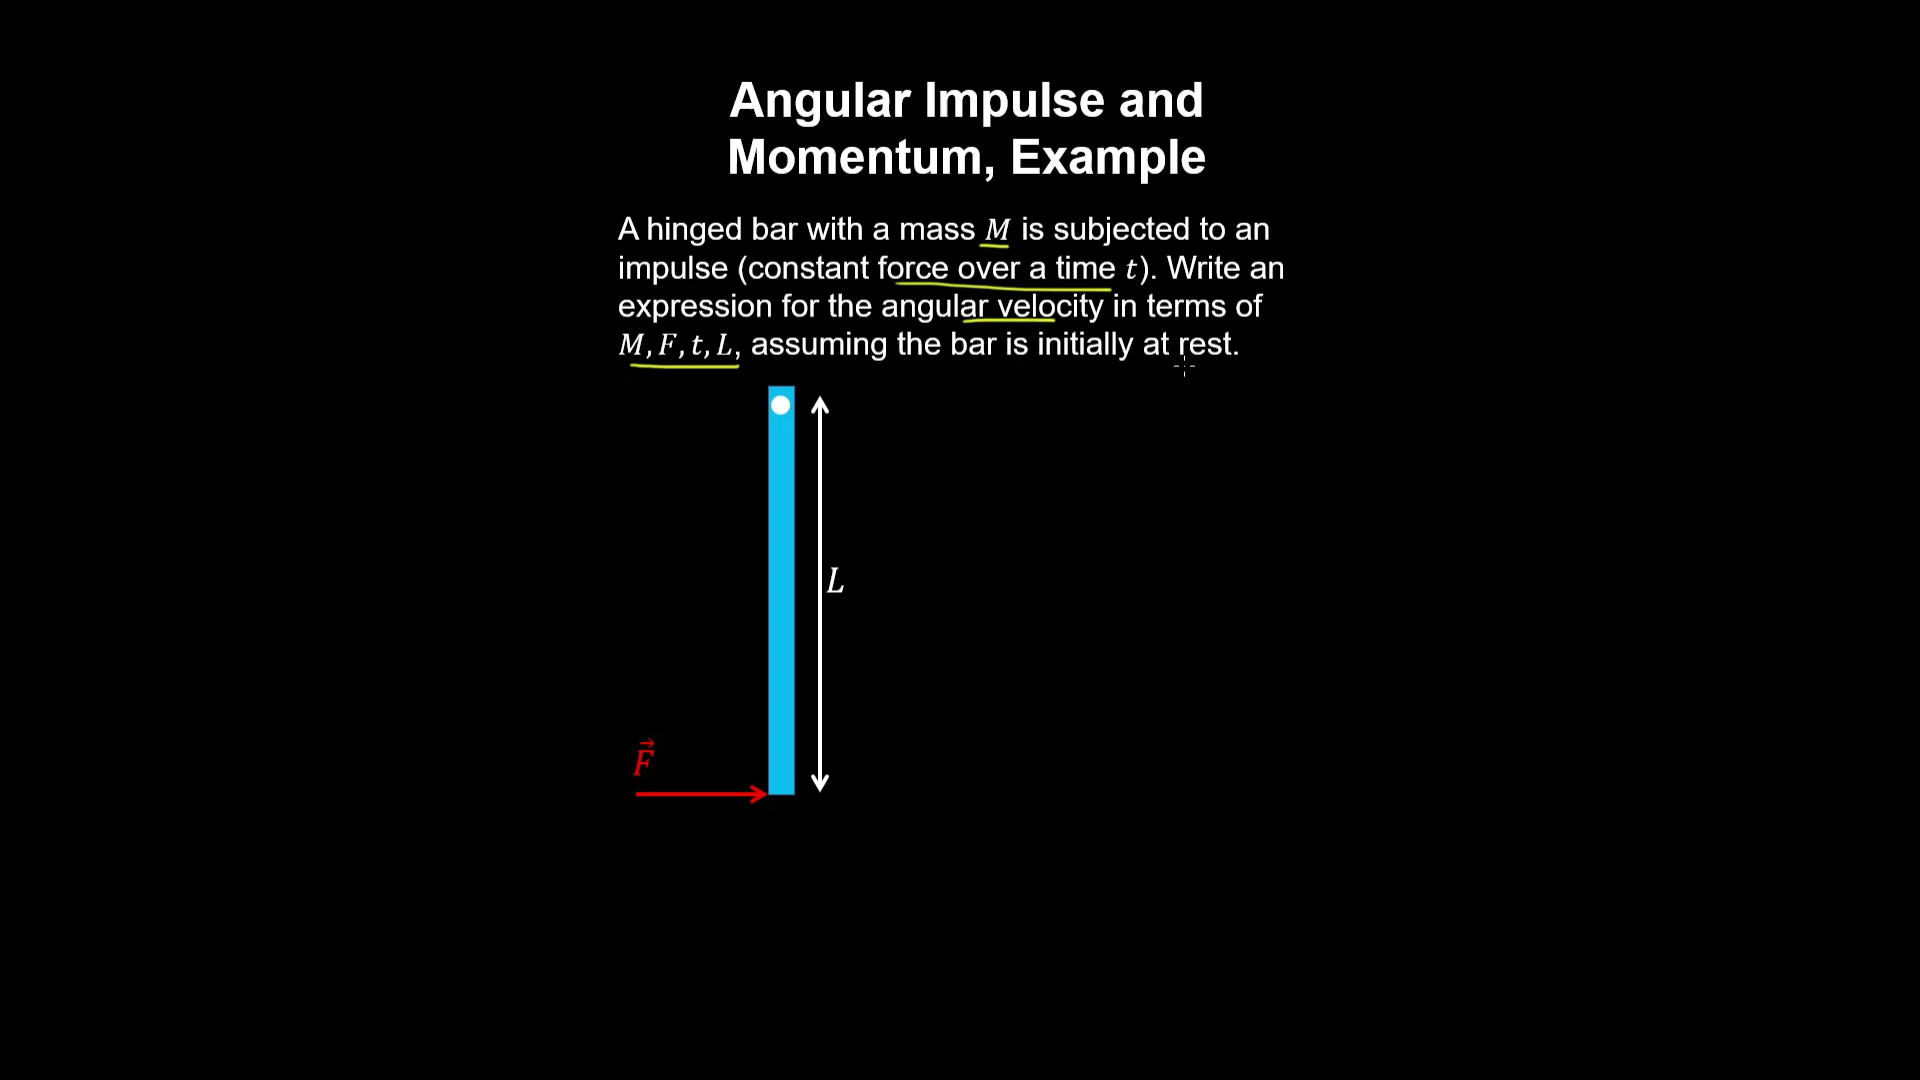 Angular Impulse and
Momentum, Example
A hinged bar with a mass M is subjected to an
impulse (constant force over a time t). Write an
expression for the angular velocity in terms of
M, F, t, L, assuming the bar is initially at rest.
L
F⃗